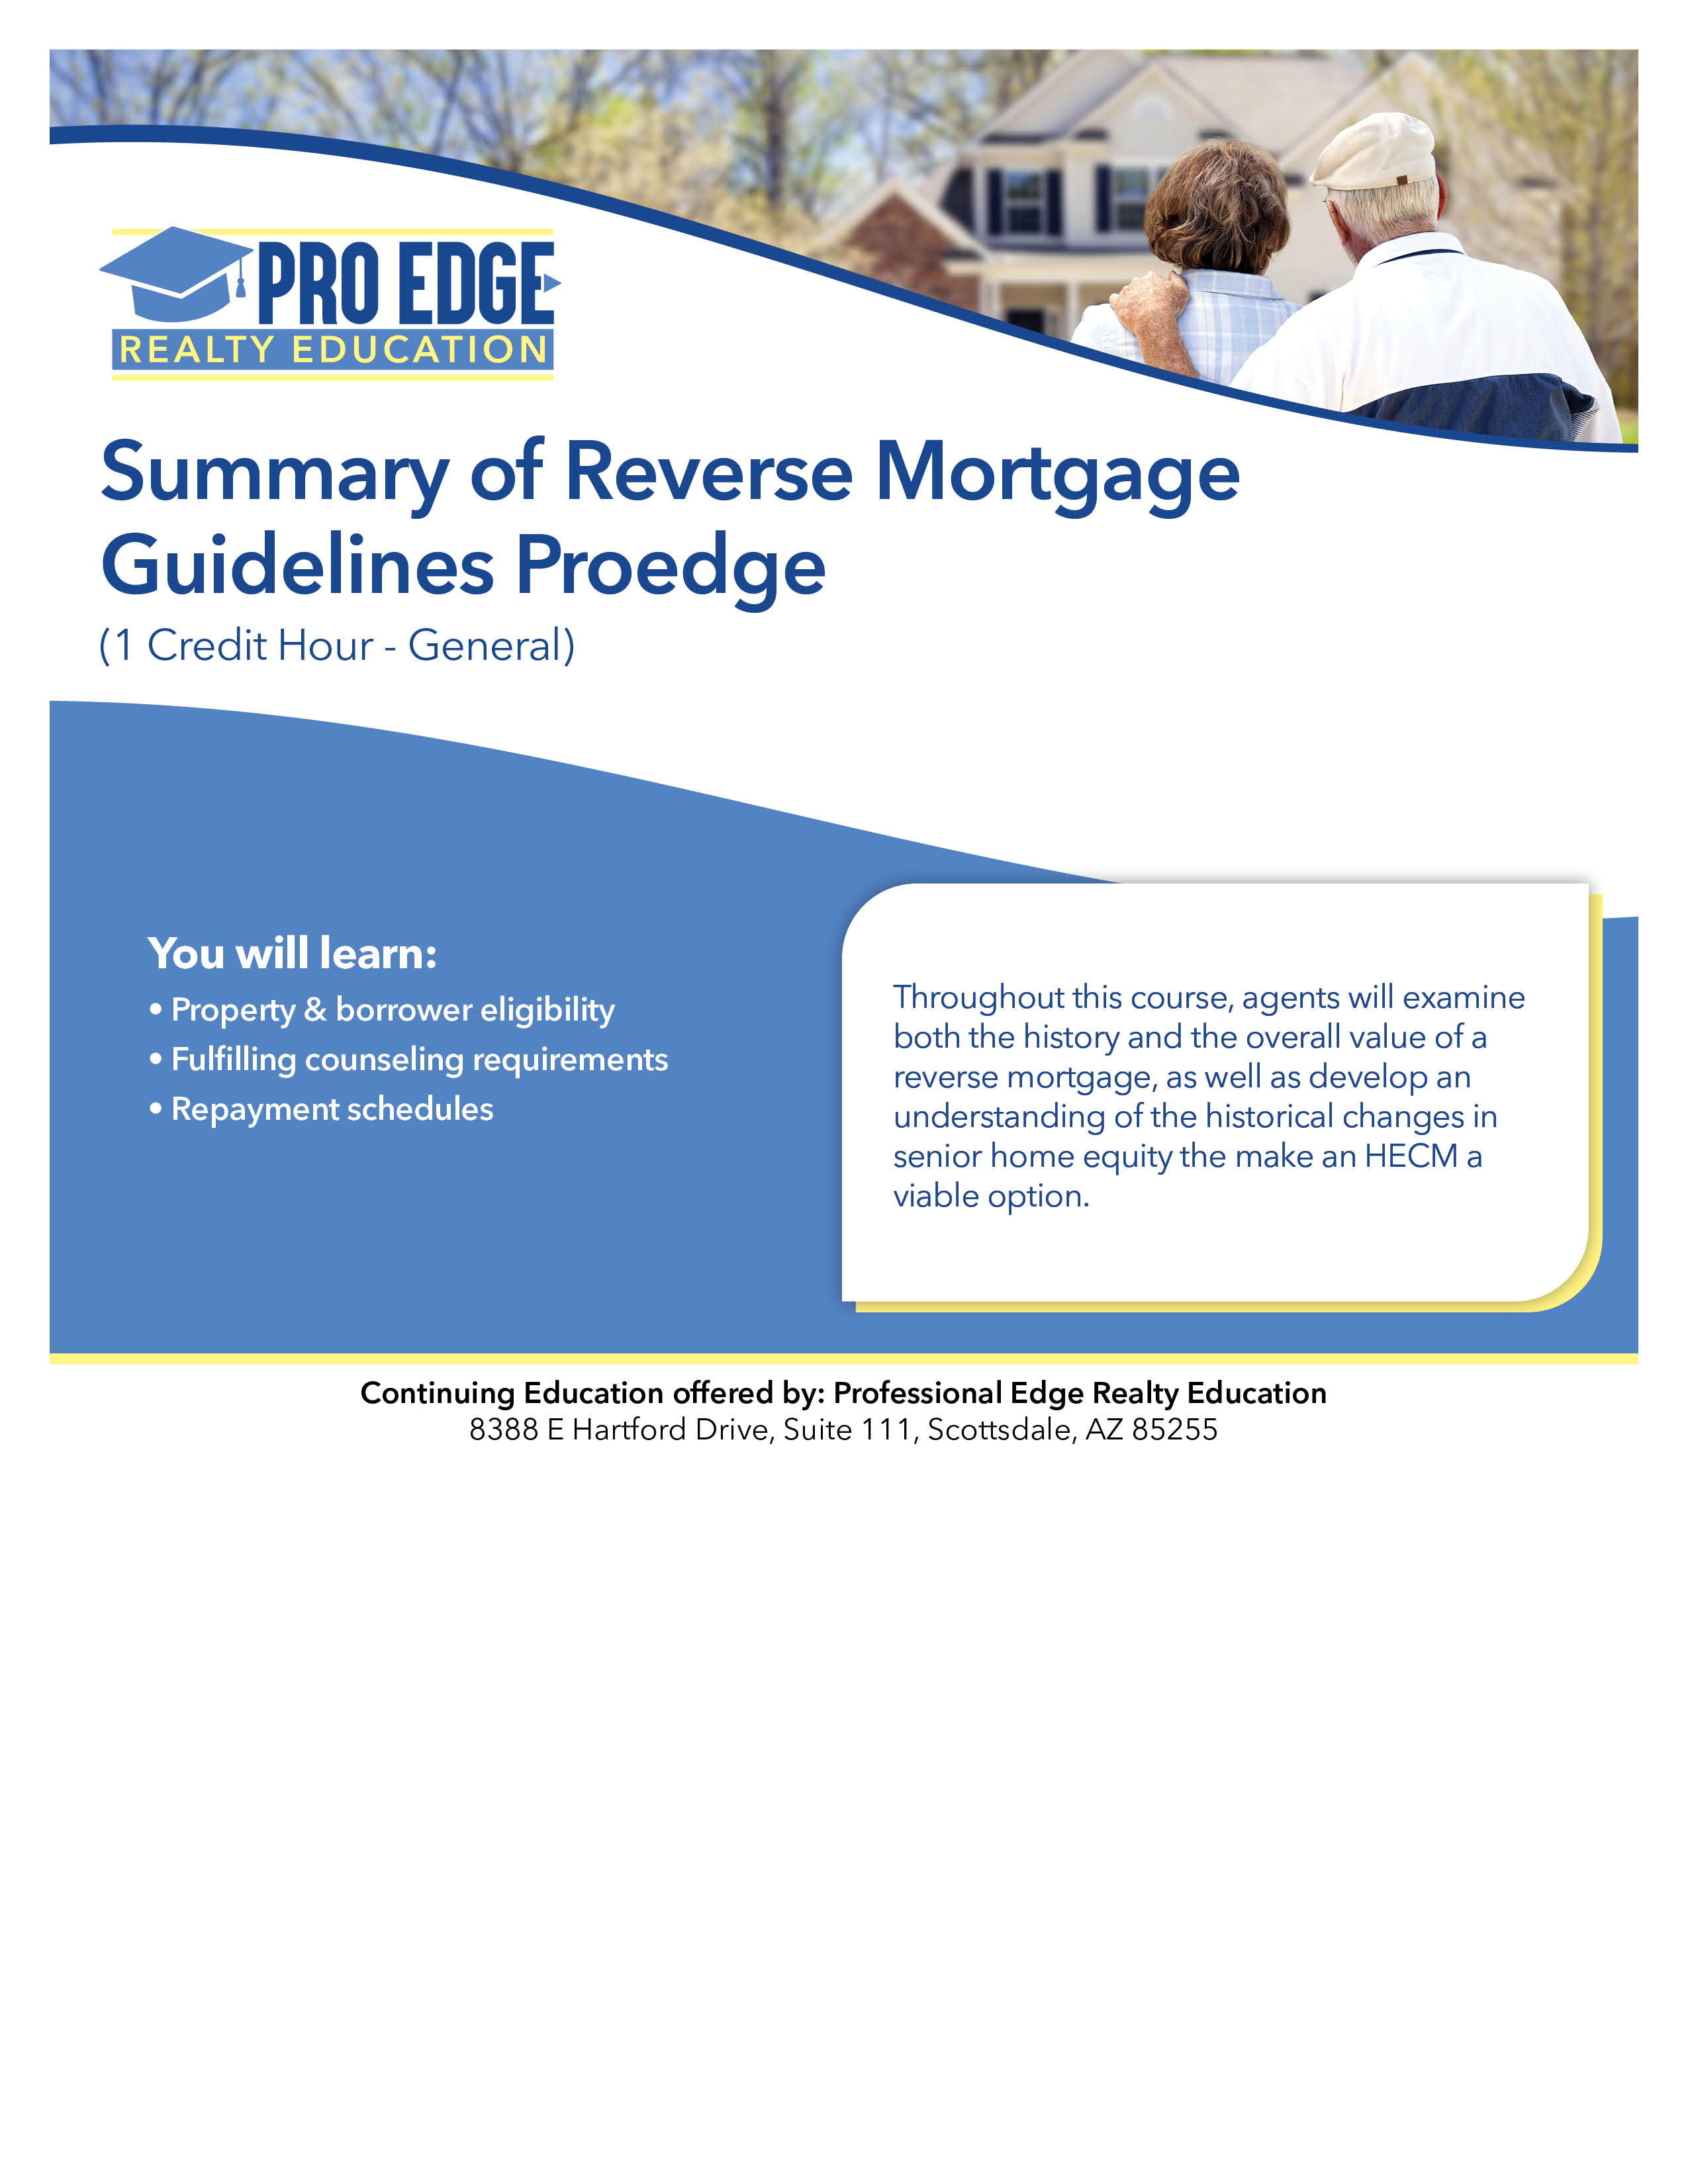 PRO EDGE
REALTY EDUCATION
Summary of Reverse Mortgage
Guidelines Proedge
(1 Credit Hour - General)
You will learn:
• Property & borrower eligibility
• Fulfilling counseling requirements
• Repayment schedules
Throughout this course, agents will examine
both the history and the overall value of a
reverse mortgage, as well as develop an
understanding of the historical changes in
senior home equity the make an HECM a
viable option.
Continuing Education offered by: Professional Edge Realty Education
8388 E Hartford Drive, Suite 111, Scottsdale, AZ 85255